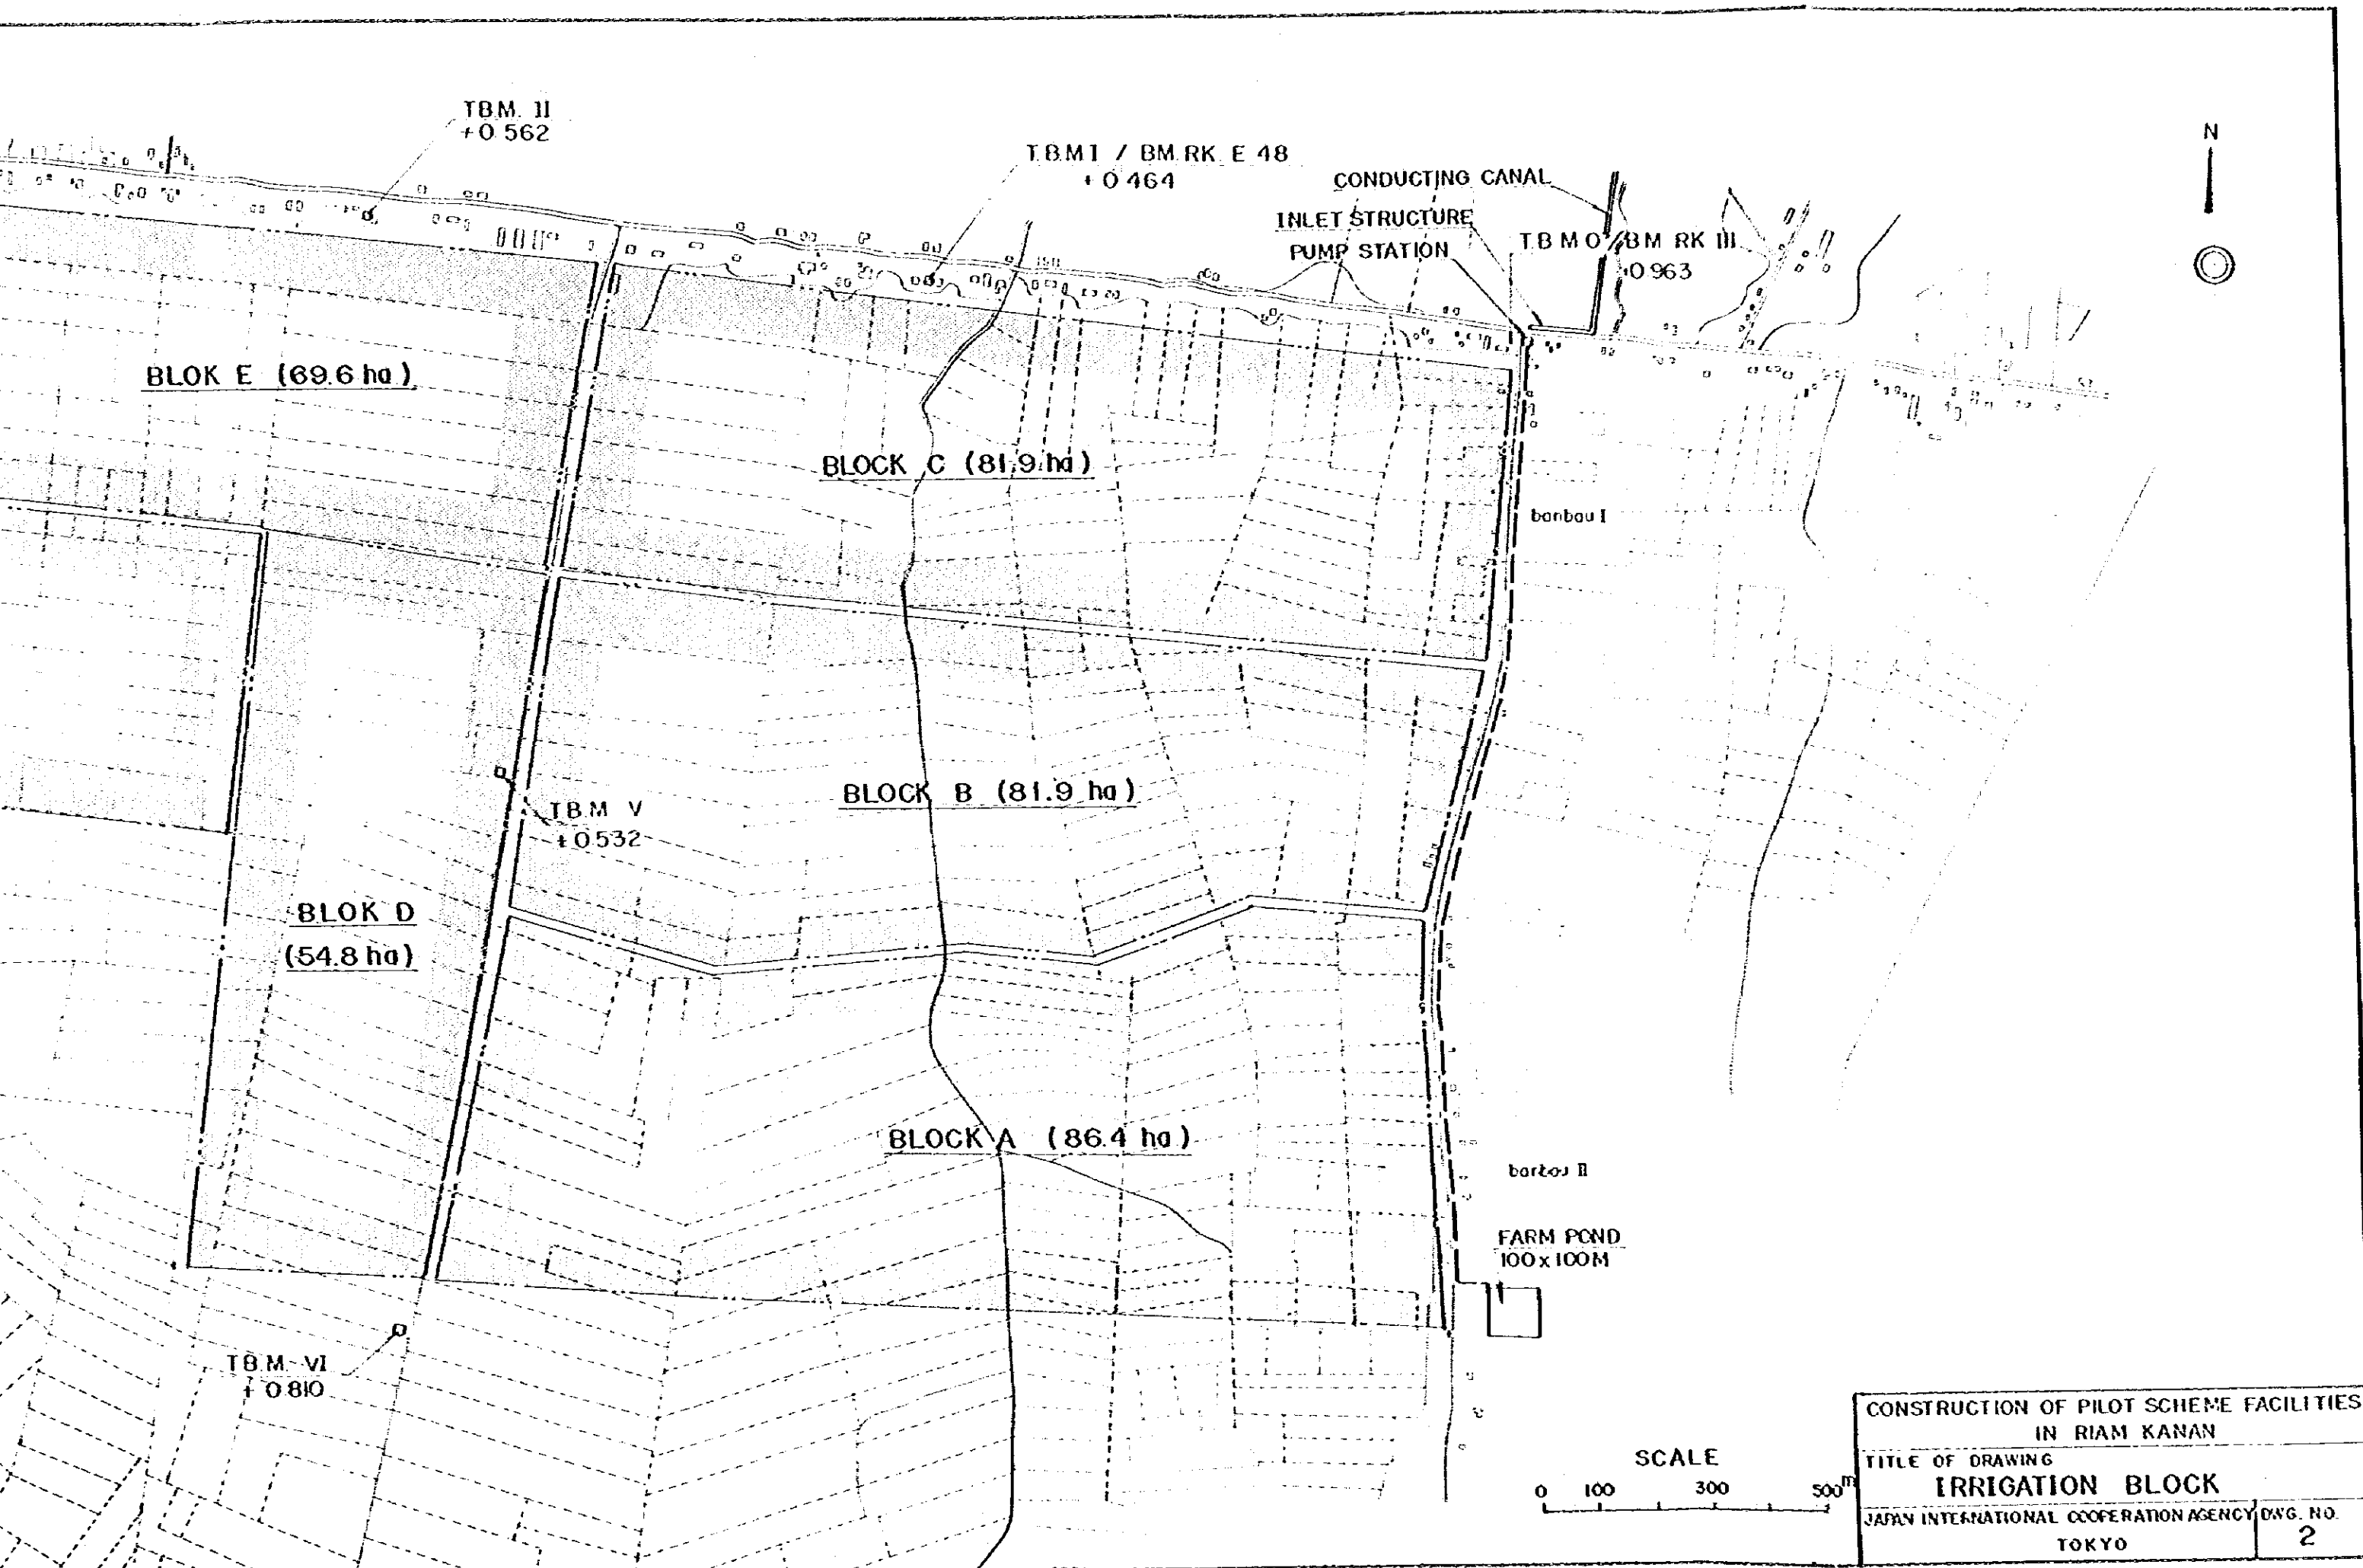 TBM. II
+0.562
T.B.M I / BM.RK. E 48
+0.464
CONDUCTING CANAL
INLET STRUCTURE
PUMP STATION
T.B M O / BM RK III
+0.963
N
BLOK E (69.6 ha)
BLOCK C (81.9 ha)
banbau I
BLOCK B (81.9 ha)
T.B.M V
+0.532
BLOK D
(54.8 ha)
BLOCK A (86.4 ha)
FARM POND
100 x 100M
T.B.M. VI
+0.810
SCALE
0 100 300 500m
CONSTRUCTION OF PILOT SCHEME FACILITIES
IN RIAM KANAN
TITLE OF DRAWING
IRRIGATION BLOCK
JAPAN INTERNATIONAL COOPERATION AGENCY
TOKYO
DWG. NO.
2